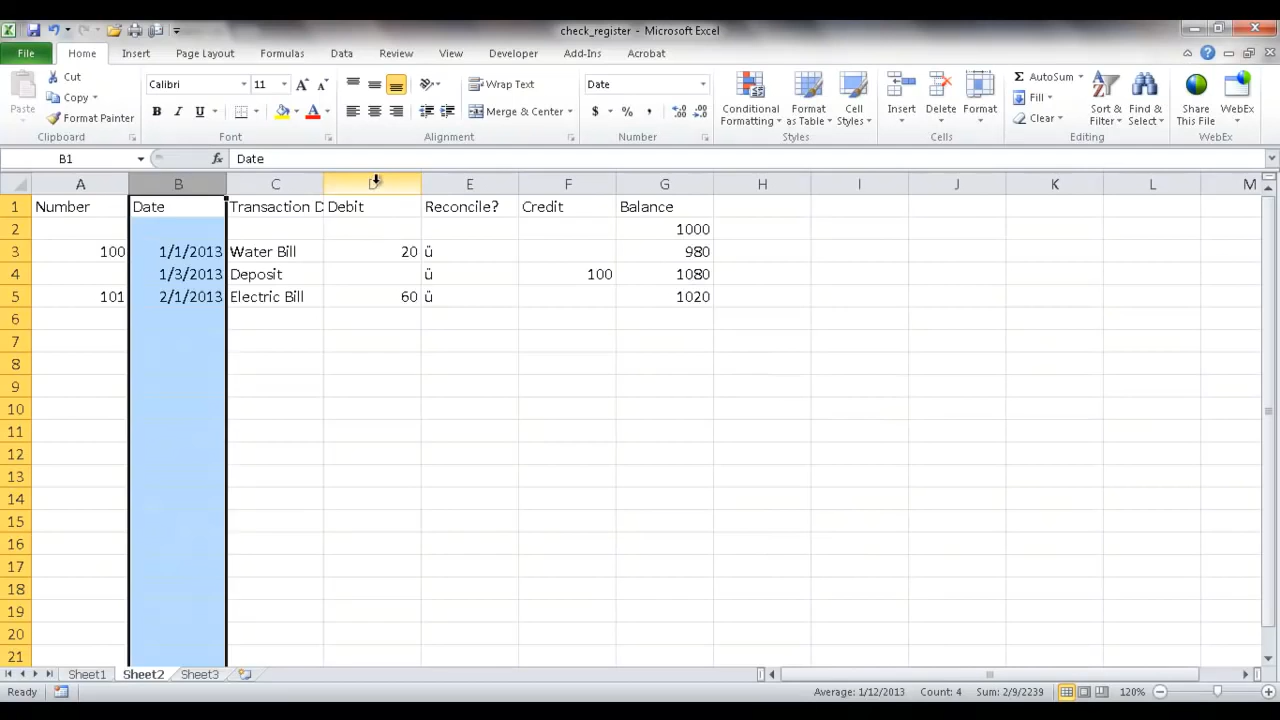 check_register - Microsoft Excel
File Home Insert Page Layout Formulas Data Review View Developer Add-Ins Acrobat
Paste
Cut
Copy
Format Painter
Clipboard
Calibri 11
B I U A
Font
Wrap Text
Merge & Center
Alignment
Date
$ % ,
Number
Conditional Formatting
Format as Table
Cell Styles
Styles
Insert
Delete
Format
Cells
Σ AutoSum
Fill
Clear
Sort & Filter
Find & Select
Editing
Share This File
WebEx
WebEx
B1 fx Date
A B C D E F G H I J K L M
1 Number Date Transaction D Debit Reconcile? Credit Balance
2 1000
3 100 1/1/2013 Water Bill 20 ü 980
4 1/3/2013 Deposit ü 100 1080
5 101 2/1/2013 Electric Bill 60 ü 1020
6
7
8
9
10
11
12
13
14
15
16
17
18
19
20
21
Sheet1 Sheet2 Sheet3
Ready Average: 1/12/2013 Count: 4 Sum: 2/9/2239 120%